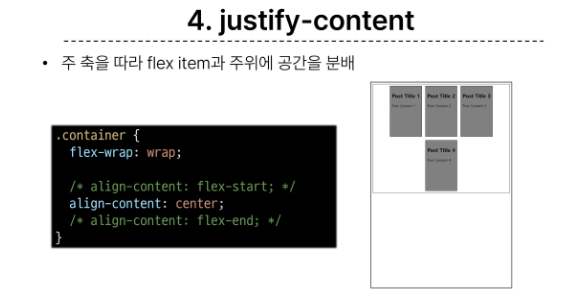 4. justify-content
• 주 축을 따라 flex item과 주위에 공간을 분배
.container {
flex-wrap: wrap;
/* align-content: flex-start; */
align-content: center;
/* align-content: flex-end; */
}
Post Title 1 Post Title 2 Post Title 3
Post Content 1 Post Content 2 Post Content 3
Post Title 4
Post Content 4